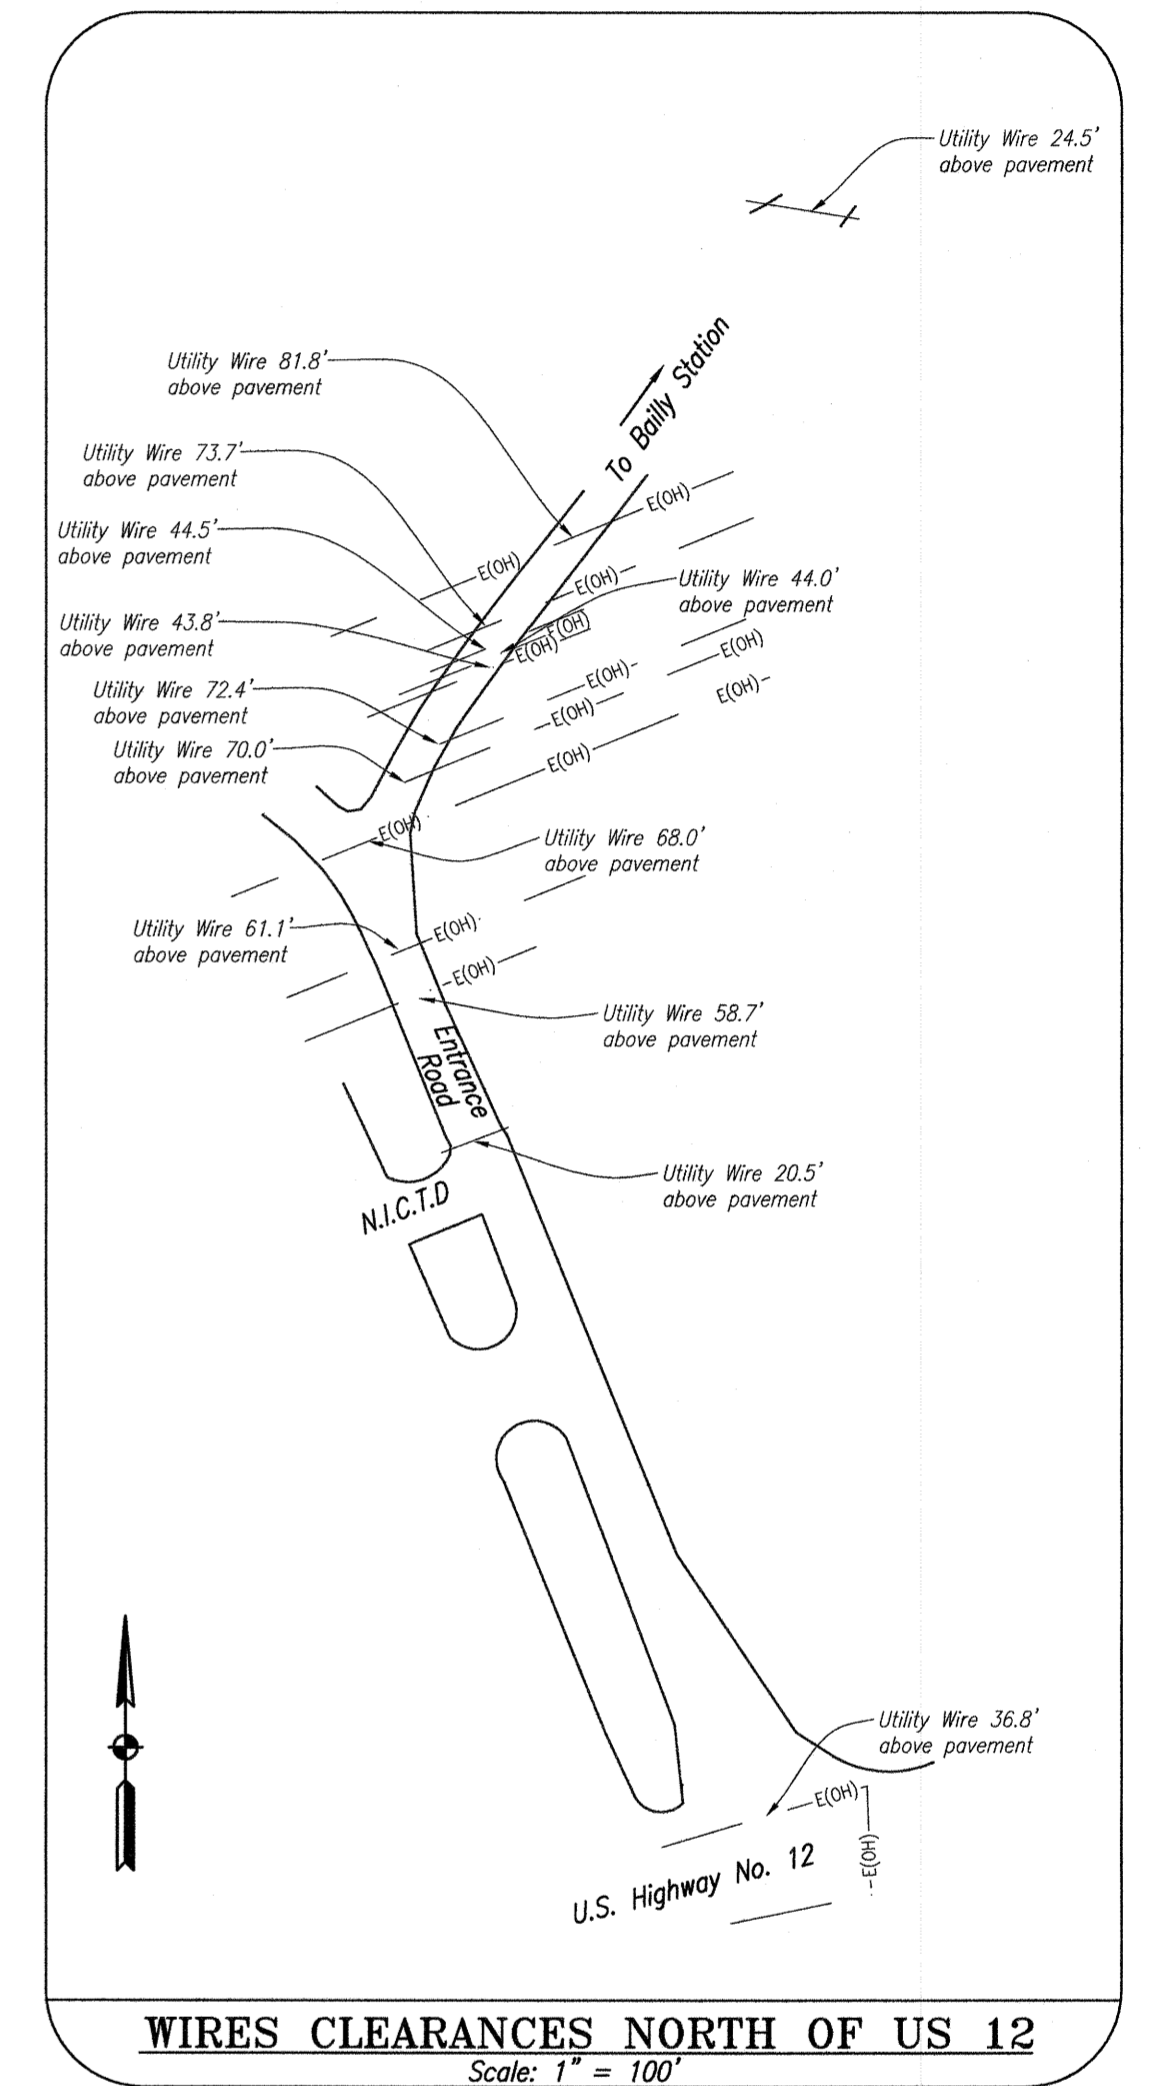 Utility Wire 24.5'
above pavement
To Bailly Station
Utility Wire 81.8'
above pavement
Utility Wire 73.7'
above pavement
E(OH)
Utility Wire 44.5'
above pavement
E(OH)
E(OH)
Utility Wire 44.0'
above pavement
Utility Wire 43.8'
above pavement
E(OH)
E(OH)
E(OH)
E(OH)
E(OH)
Utility Wire 72.4'
above pavement
E(OH)
Utility Wire 70.0'
above pavement
E(OH)
E(OH)
Utility Wire 68.0'
above pavement
Utility Wire 61.1'
above pavement
E(OH)
E(OH)
Utility Wire 58.7'
above pavement
Entrance
Road
Utility Wire 20.5'
above pavement
N.I.C.T.D
Utility Wire 36.8'
above pavement
E(OH)
E(OH)
U.S. Highway No. 12
WIRES CLEARANCES NORTH OF US 12
Scale: 1" = 100'